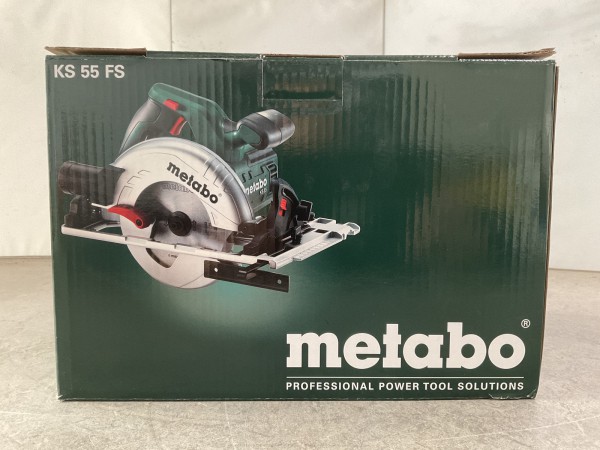 KS 55 FS
metabo
metabo
metabo®
PROFESSIONAL POWER TOOL SOLUTIONS